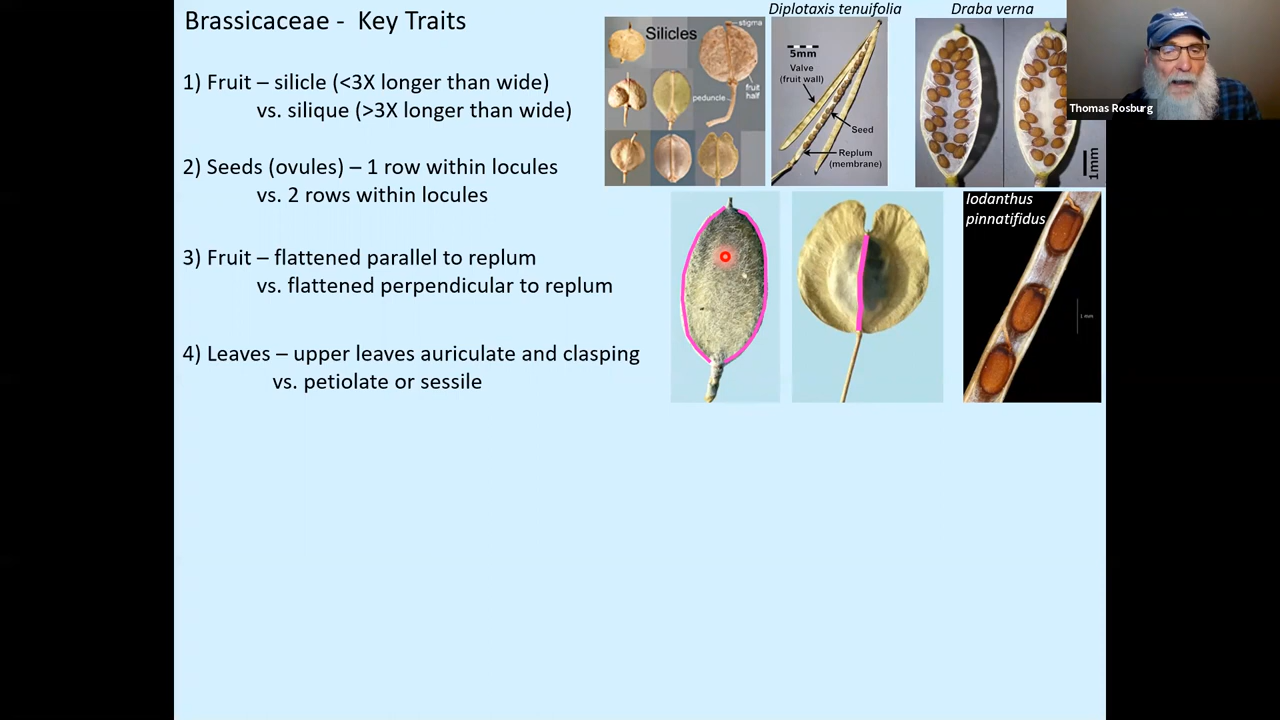 Brassicaceae - Key Traits
1) Fruit – silicle (<3X longer than wide)
vs. silique (>3X longer than wide)
2) Seeds (ovules) – 1 row within locules
vs. 2 rows within locules
3) Fruit – flattened parallel to replum
vs. flattened perpendicular to replum
4) Leaves – upper leaves auriculate and clasping
vs. petiolate or sessile
Silicles
stigma
peduncle
fruit
half
Diplotaxis tenuifolia
5mm
Valve
(fruit wall)
Seed
Replum
(membrane)
Draba verna
1mm
Thomas Rosburg
Iodanthus
pinnatifidus
1 mm